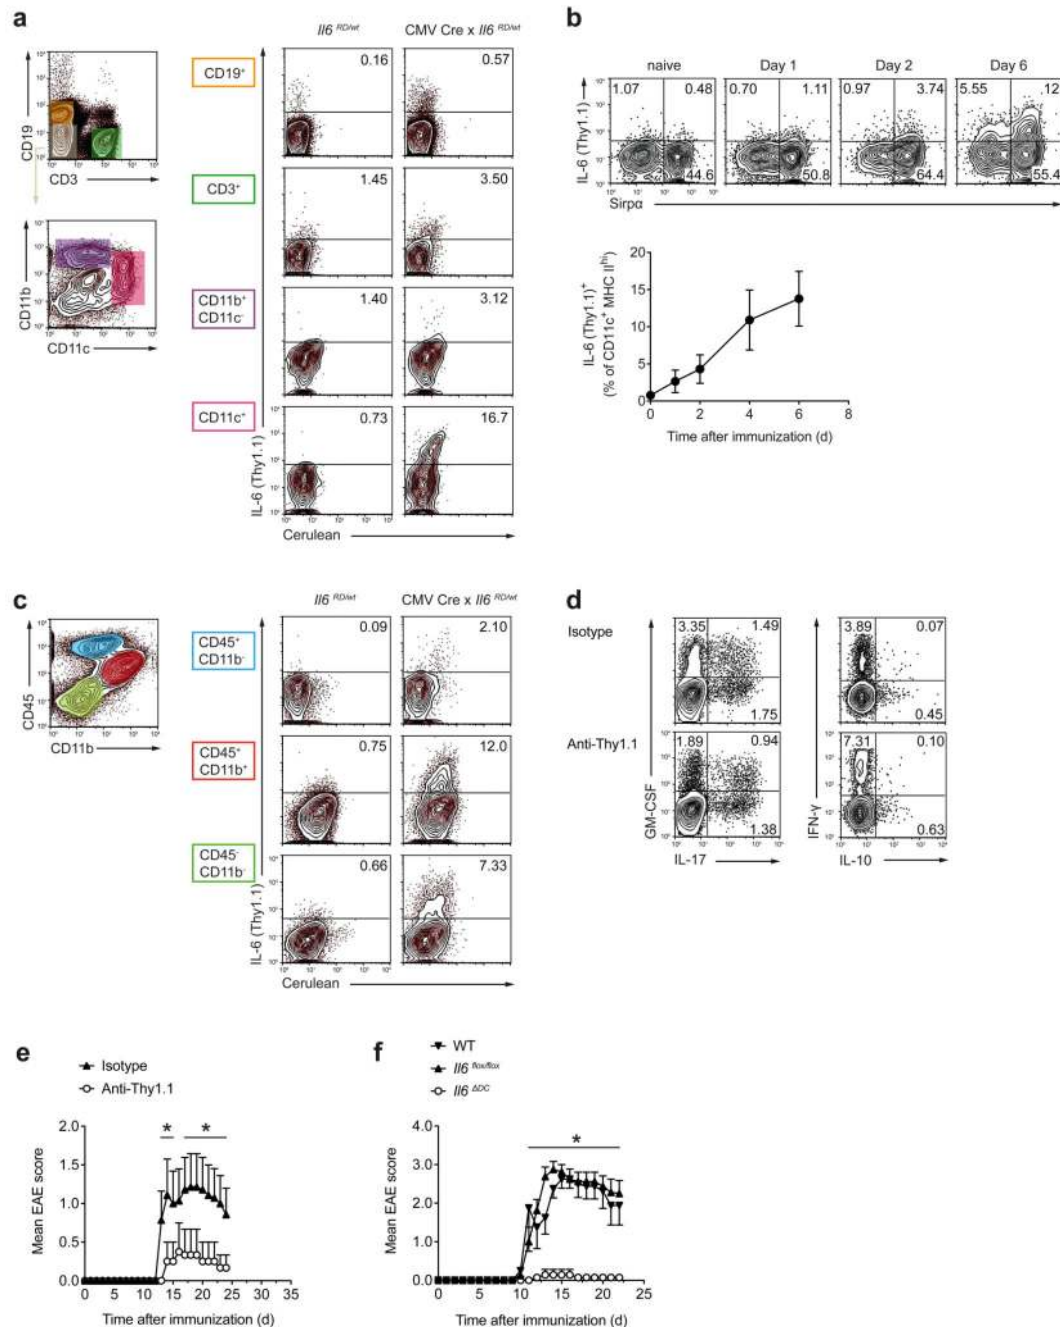 a
Il6 RD/wt
CMV Cre x Il6 RD/wt
CD19
CD3
CD11b
CD11c
CD19+
0.16
0.57
CD3+
1.45
3.50
CD11b+
CD11c-
1.40
3.12
CD11c+
0.73
16.7
IL-6 (Thy1.1)
Cerulean
b
naive
Day 1
Day 2
Day 6
1.07
0.48
0.70
1.11
0.97
3.74
5.55
.12
44.6
50.8
64.4
55.4
IL-6 (Thy1.1)
Sirpα
IL-6 (Thy1.1)+
(% of CD11c+ MHC IIhi)
20
15
10
5
0
0 2 4 6 8
Time after immunization (d)
c
Il6 RD/wt
CMV Cre x Il6 RD/wt
CD45
CD11b
CD45+
CD11b-
0.09
2.10
CD45+
CD11b+
0.75
12.0
CD45-
CD11b-
0.66
7.33
IL-6 (Thy1.1)
Cerulean
d
Isotype
3.35
1.49
1.75
3.89
0.07
0.45
Anti-Thy1.1
1.89
0.94
1.38
7.31
0.10
0.63
GM-CSF
IL-17
IFN-γ
IL-10
e
Isotype
Anti-Thy1.1
Mean EAE score
2.0
1.5
1.0
0.5
0.0
* *
0 5 10 15 20 25 30 35
Time after immunization (d)
f
WT
Il6 flox/flox
Il6 ΔDC
Mean EAE score
4.0
3.0
2.0
1.0
0.0
*
0 5 10 15 20 25
Time after immunization (d)